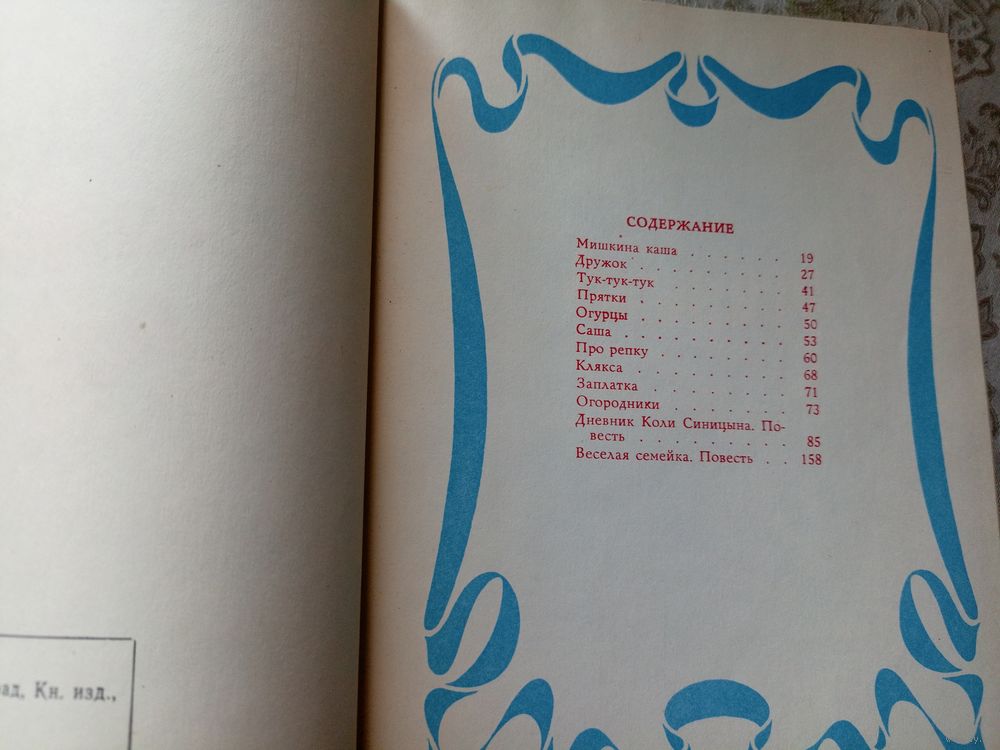 СОДЕРЖАНИЕ
Мишкина каша . . . . . . 19
Дружок . . . . . . . . . 27
Тук-тук-тук . . . . . . . 41
Прятки . . . . . . . . . 47
Огурцы . . . . . . . . . 50
Саша . . . . . . . . . . 53
Про репку . . . . . . . . 60
Клякса . . . . . . . . . 68
Заплатка . . . . . . . . 71
Огородники . . . . . . . 73
Дневник Коли Синицына. По-
весть . . . . . . . . . 85
Веселая семейка. Повесть . . 158
Кн. изд.,